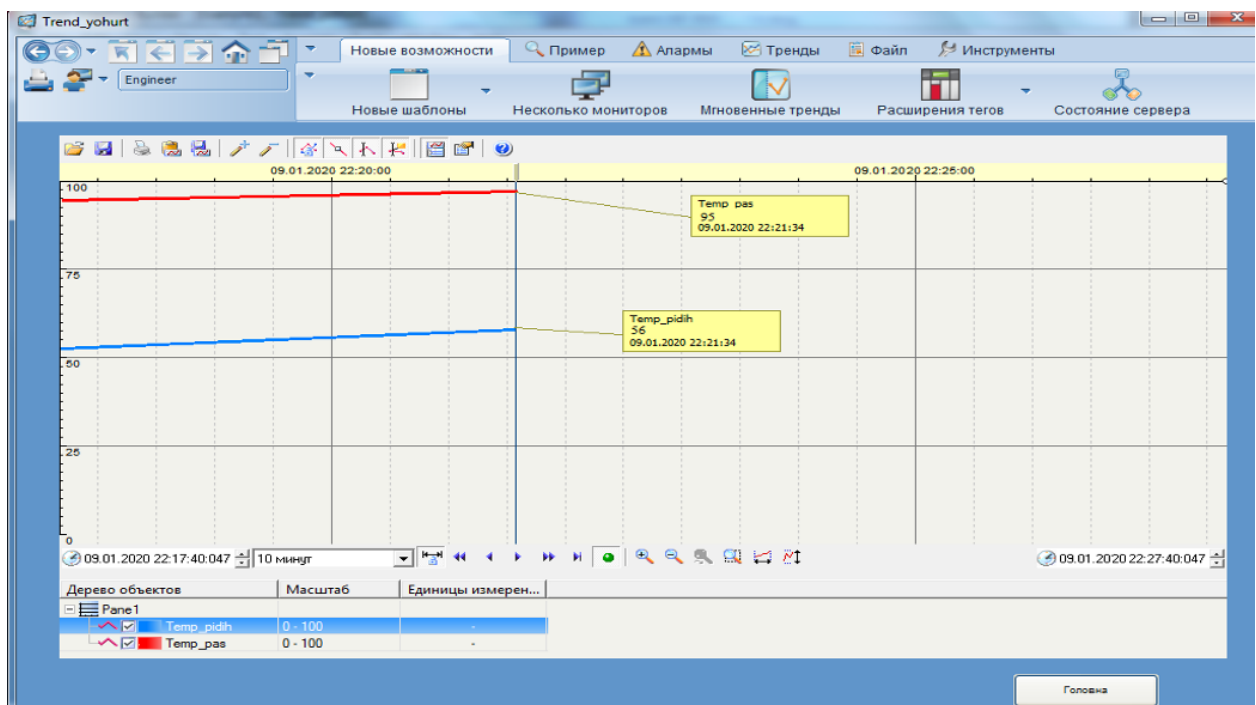 Trend_yohurt
Новые возможности Пример Алармы Тренды Файл Инструменты
Engineer
Новые шаблоны Несколько мониторов Мгновенные тренды Расширения тегов Состояние сервера
09.01.2020 22:20:00 09.01.2020 22:25:00
100
Temp_pas
95
09.01.2020 22:21:34
75
Temp_pidih
56
09.01.2020 22:21:34
50
25
0
09.01.2020 22:17:40:047 10 минут 09.01.2020 22:27:40:047
Дерево объектов Масштаб Единицы измерен...
Pane1
Temp_pidih 0 - 100 -
Temp_pas 0 - 100 -
Головна